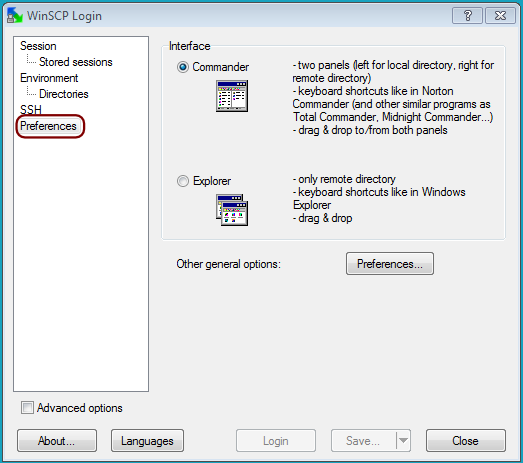 WinSCP Login
Session
Stored sessions
Environment
Directories
SSH
Preferences
Interface
Commander
- two panels (left for local directory, right for
remote directory)
- keyboard shortcuts like in Norton
Commander (and other similar programs as
Total Commander, Midnight Commander...)
- drag & drop to/from both panels
Explorer
- only remote directory
- keyboard shortcuts like in Windows
Explorer
- drag & drop
Other general options:
Preferences...
Advanced options
About...
Languages
Login
Save...
Close